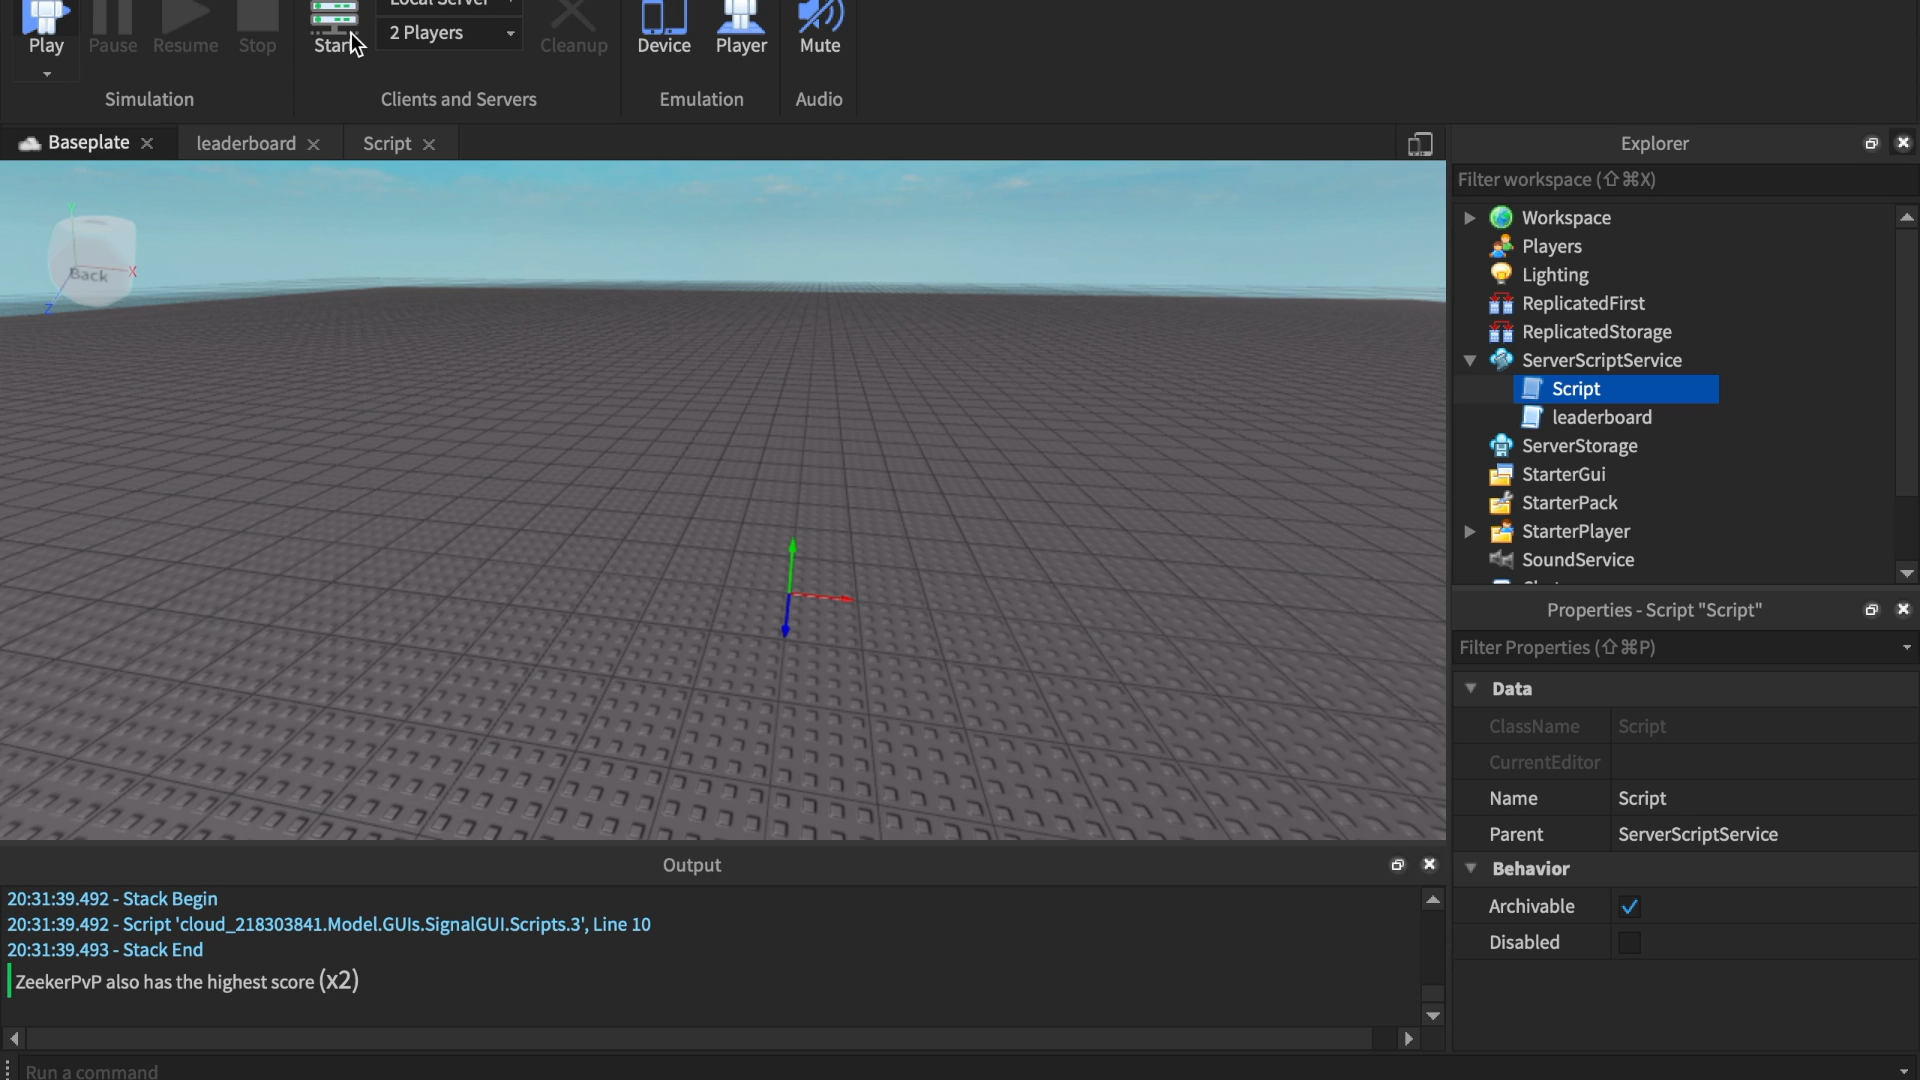 Local Server
Play Pause Resume Stop Start 2 Players Cleanup Device Player Mute
Simulation Clients and Servers Emulation Audio
Baseplate leaderboard Script
Explorer
Filter workspace (⇧⌘X)
Workspace
Players
Lighting
ReplicatedFirst
ReplicatedStorage
ServerScriptService
Script
leaderboard
ServerStorage
StarterGui
StarterPack
StarterPlayer
SoundService
Y
X
Z
Back
Properties - Script "Script"
Filter Properties (⇧⌘P)
Data
ClassName Script
CurrentEditor
Name Script
Parent ServerScriptService
Behavior
Archivable
Disabled
Output
20:31:39.492 - Stack Begin
20:31:39.492 - Script 'cloud_218303841.Model.GUIs.SignalGUI.Scripts.3', Line 10
20:31:39.493 - Stack End
ZeekerPvP also has the highest score (x2)
Run a command